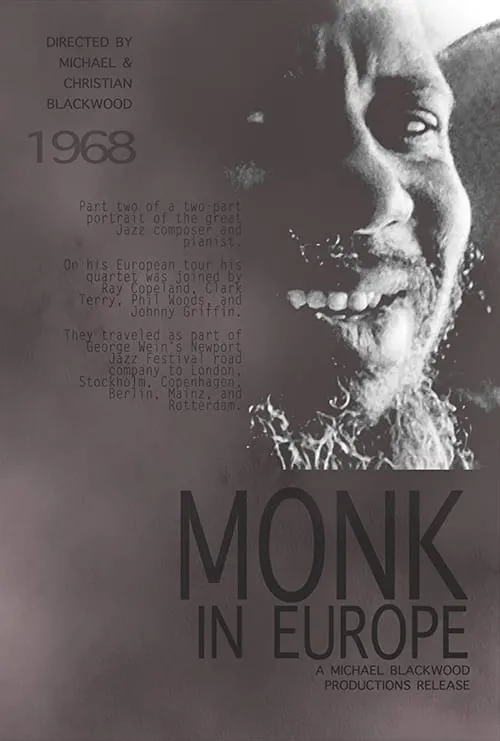 DIRECTED BY
MICHAEL &
CHRISTIAN
BLACKWOOD
1968
Part two of a two-part
portrait of the great
Jazz composer and
pianist.
On his European tour his
quartet was joined by
Ray Copeland, Clark
Terry, Phil Woods, and
Johnny Griffin.
They traveled as part of
George Wein's Newport
Jazz Festival road
company to London,
Stockholm, Copenhagen,
Berlin, Mainz, and
Rotterdam.
MONK
IN EUROPE
A MICHAEL BLACKWOOD
PRODUCTIONS RELEASE